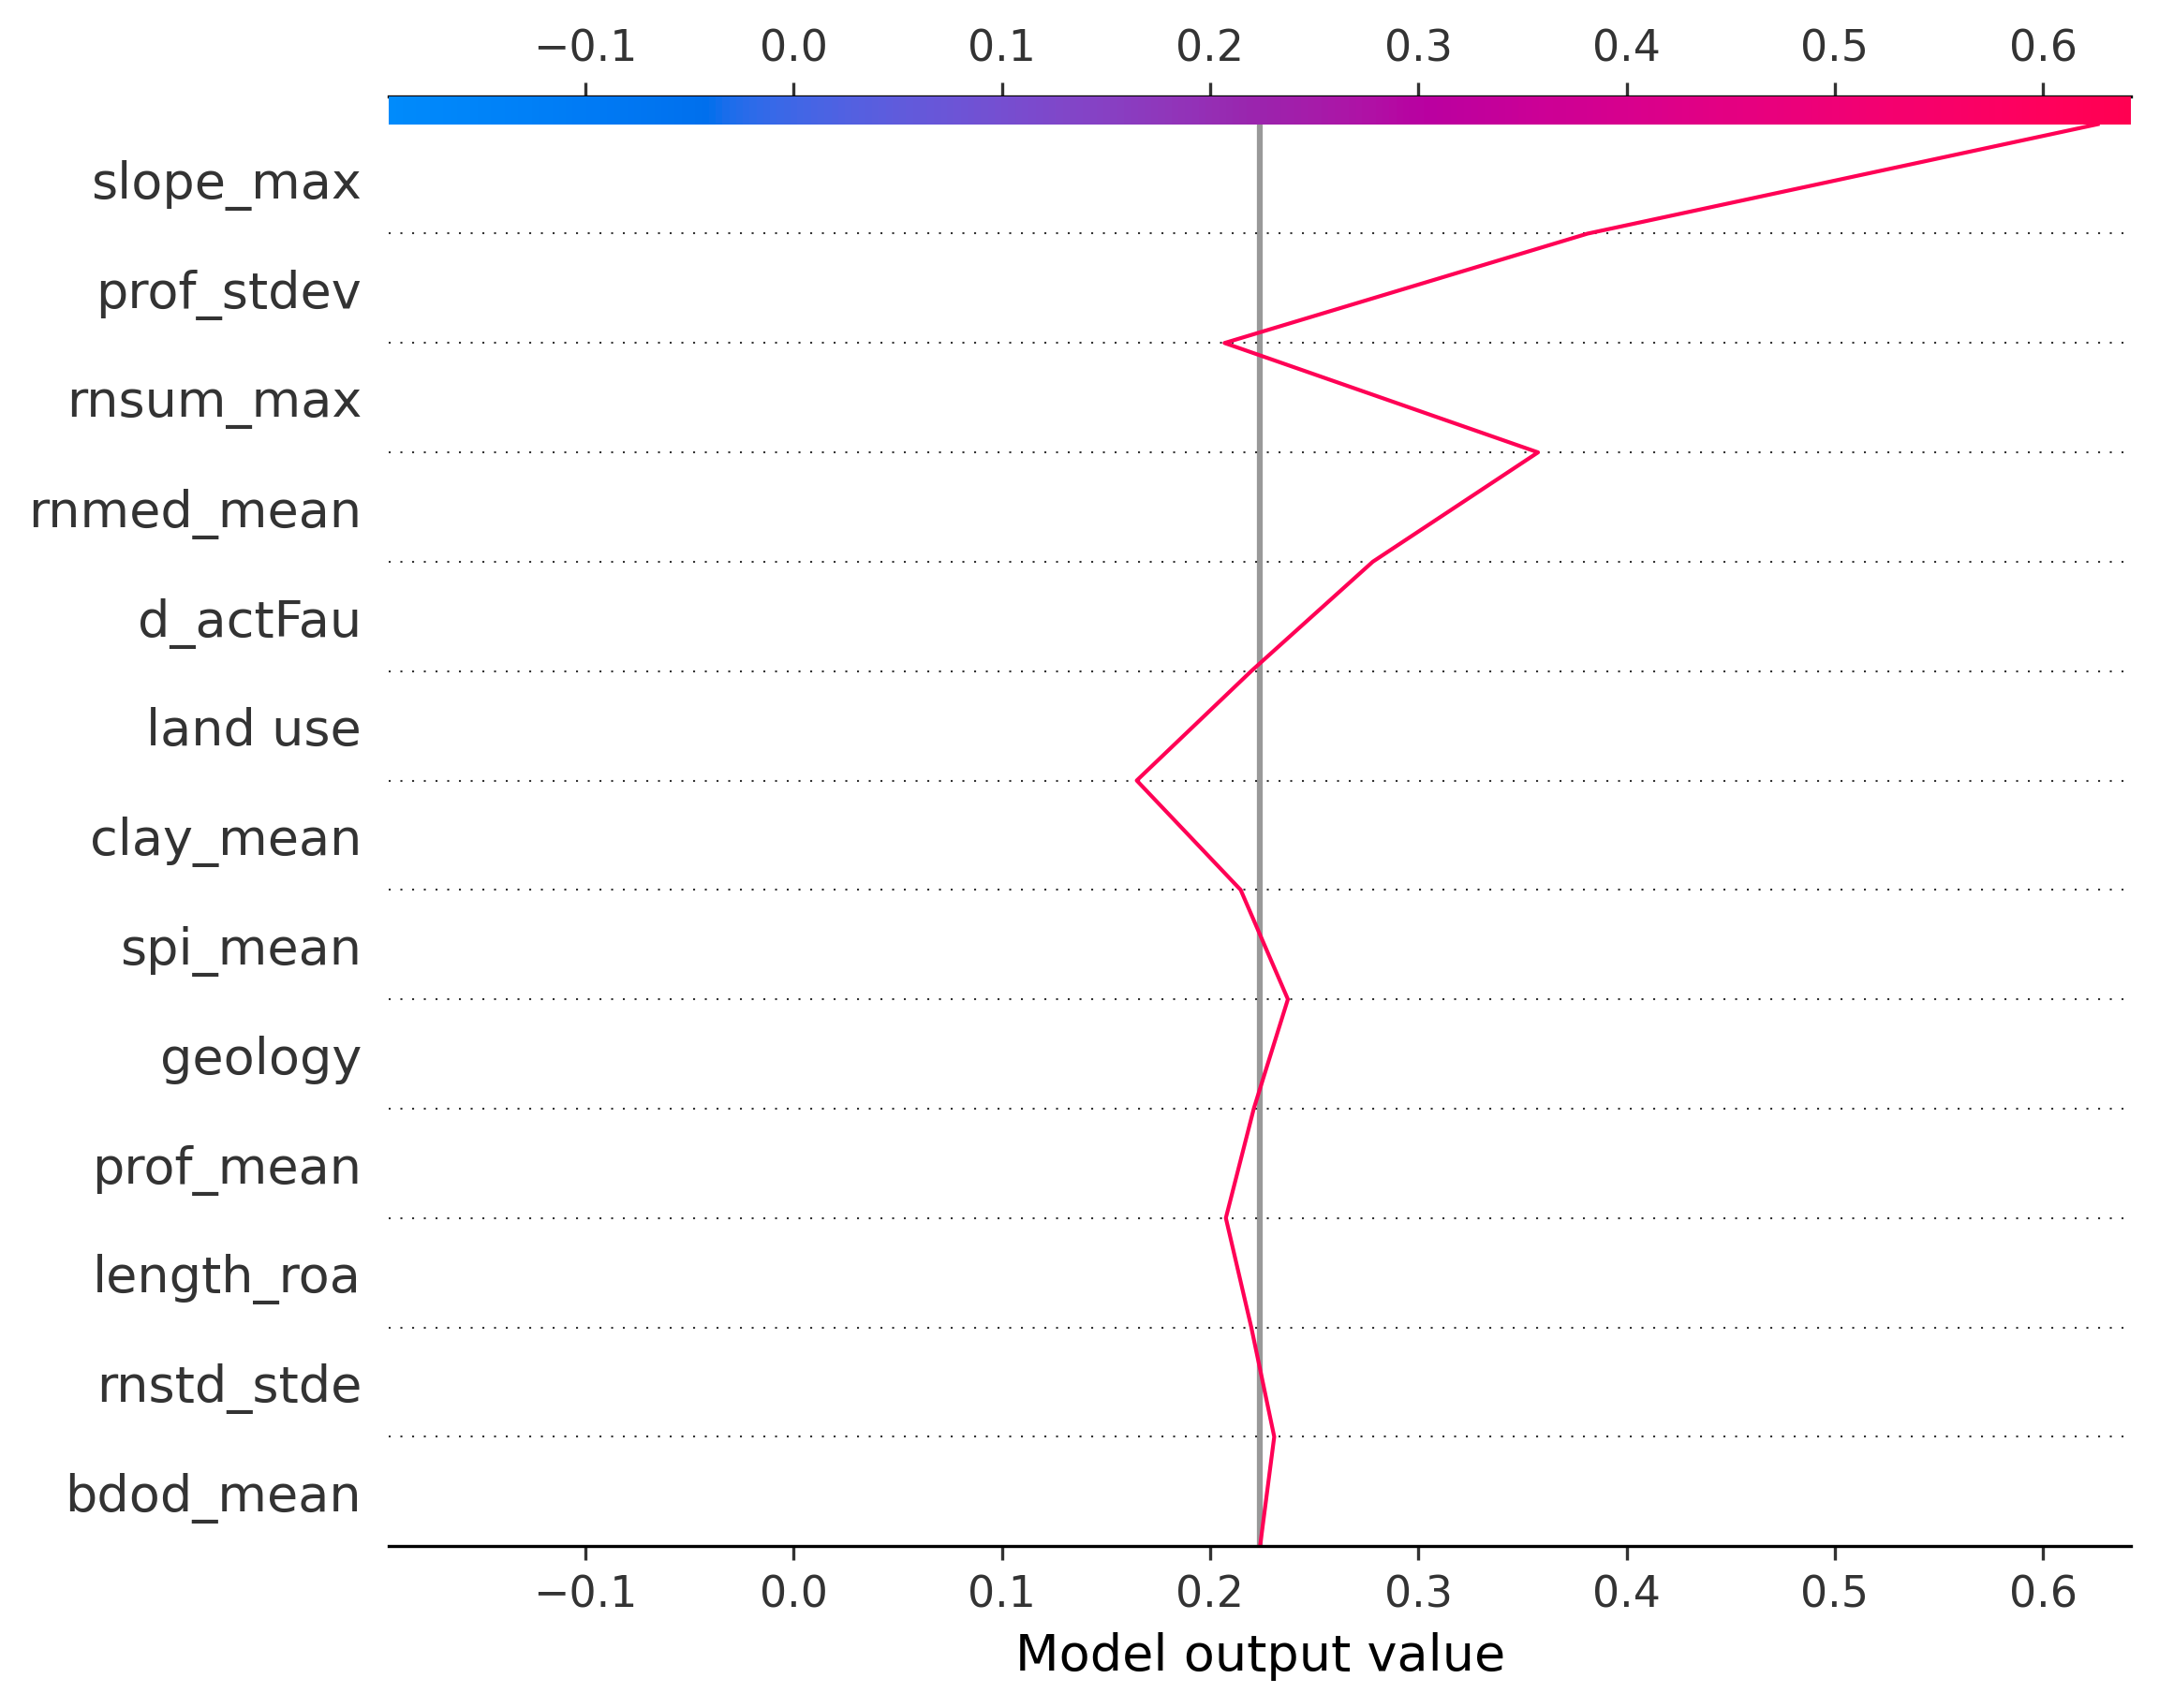 −0.1 0.0 0.1 0.2 0.3 0.4 0.5 0.6
slope_max
prof_stdev
rnsum_max
rnmed_mean
d_actFau
land use
clay_mean
spi_mean
geology
prof_mean
length_roa
rnstd_stde
bdod_mean
−0.1 0.0 0.1 0.2 0.3 0.4 0.5 0.6
Model output value